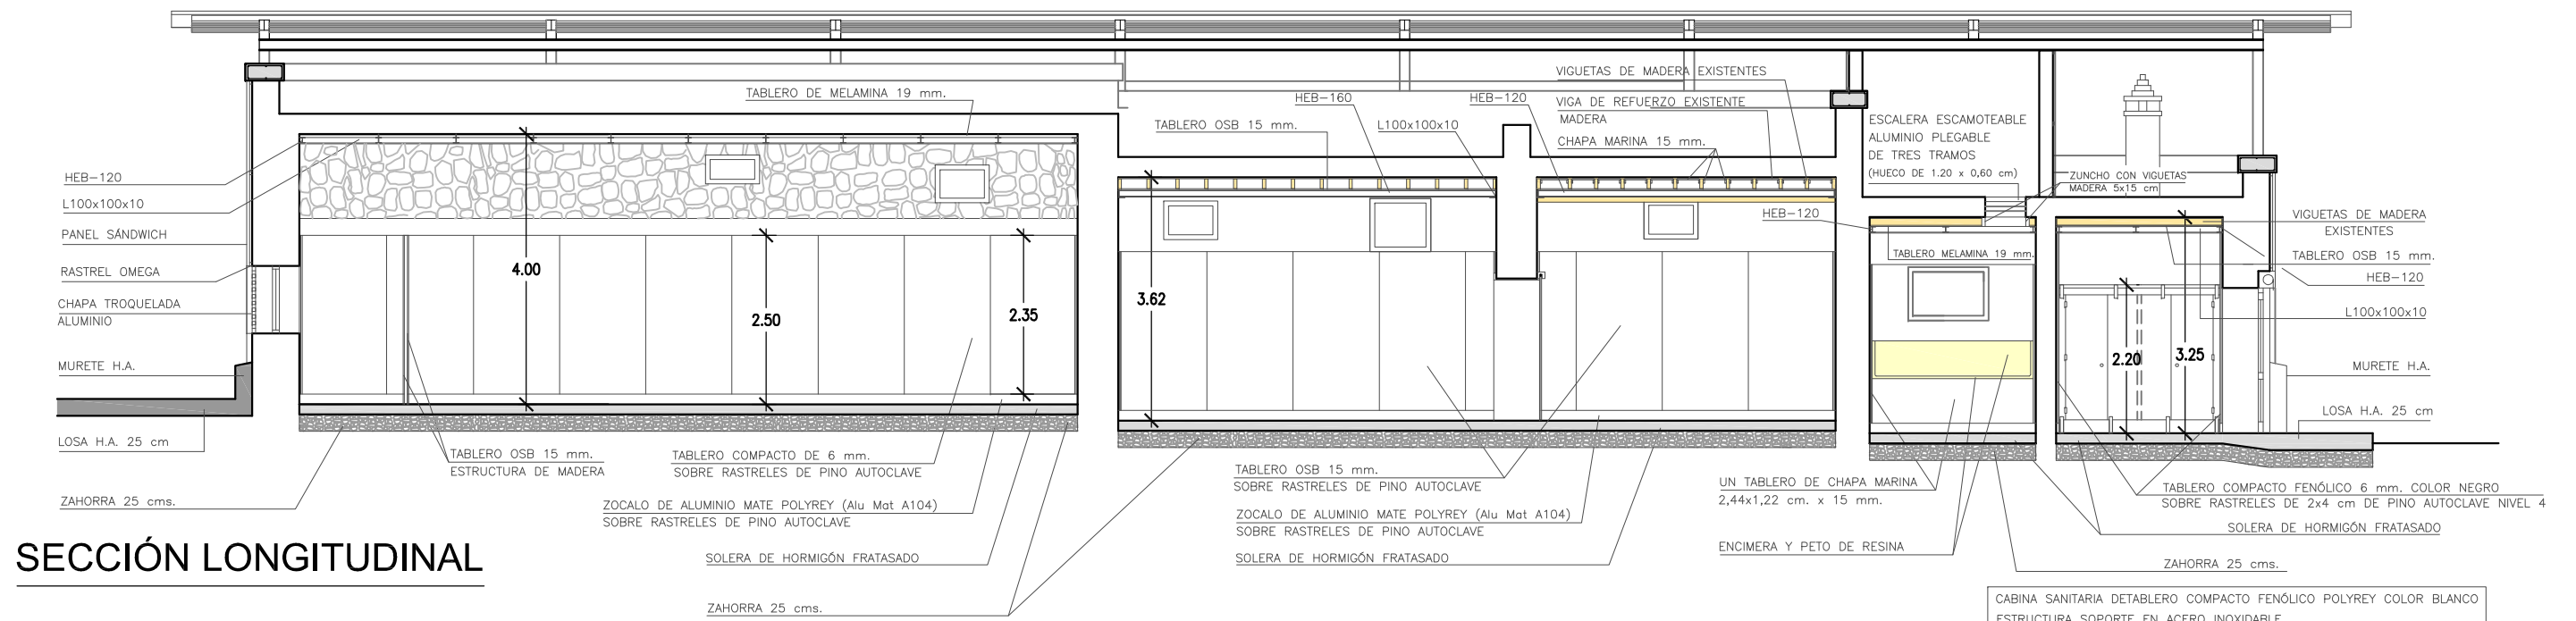 VIGUETAS DE MADERA EXISTENTES
TABLERO DE MELAMINA 19 mm.
HEB-160
HEB-120
VIGA DE REFUERZO EXISTENTE
MADERA
TABLERO OSB 15 mm.
L100x100x10
CHAPA MARINA 15 mm.
ESCALERA ESCAMOTEABLE
ALUMINIO PLEGABLE
DE TRES TRAMOS
(HUECO DE 1.20 x 0,60 cm)
ZUNCHO CON VIGUETAS
MADERA 5x15 cm
HEB-120
L100x100x10
PANEL SÁNDWICH
RASTREL OMEGA
CHAPA TROQUELADA
ALUMINIO
MURETE H.A.
LOSA H.A. 25 cm
ZAHORRA 25 cms.
4.00
2.50
2.35
3.62
HEB-120
TABLERO MELAMINA 19 mm.
2.20
3.25
VIGUETAS DE MADERA
EXISTENTES
TABLERO OSB 15 mm.
HEB-120
L100x100x10
MURETE H.A.
LOSA H.A. 25 cm
TABLERO OSB 15 mm.
ESTRUCTURA DE MADERA
TABLERO COMPACTO DE 6 mm.
SOBRE RASTRELES DE PINO AUTOCLAVE
ZOCALO DE ALUMINIO MATE POLYREY (Alu Mat A104)
SOBRE RASTRELES DE PINO AUTOCLAVE
SOLERA DE HORMIGÓN FRATASADO
ZAHORRA 25 cms.
TABLERO OSB 15 mm.
SOBRE RASTRELES DE PINO AUTOCLAVE
ZOCALO DE ALUMINIO MATE POLYREY (Alu Mat A104)
SOBRE RASTRELES DE PINO AUTOCLAVE
SOLERA DE HORMIGÓN FRATASADO
UN TABLERO DE CHAPA MARINA
2,44x1,22 cm. x 15 mm.
ENCIMERA Y PETO DE RESINA
TABLERO COMPACTO FENÓLICO 6 mm. COLOR NEGRO
SOBRE RASTRELES DE 2x4 cm DE PINO AUTOCLAVE NIVEL 4
SOLERA DE HORMIGÓN FRATASADO
ZAHORRA 25 cms.
SECCIÓN LONGITUDINAL
CABINA SANITARIA DETABLERO COMPACTO FENÓLICO POLYREY COLOR BLANCO
ESTRUCTURA SOPORTE EN ACERO INOXIDABLE